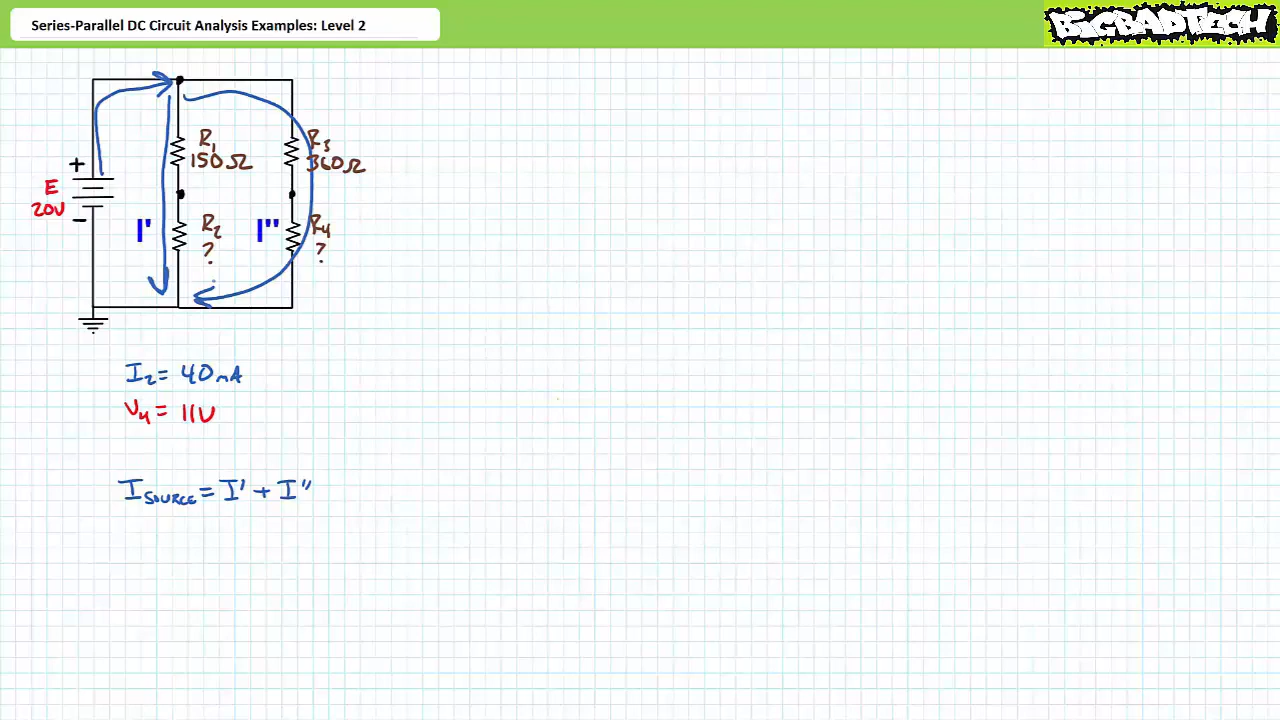 Series-Parallel DC Circuit Analysis Examples: Level 2
BIGBADTECH
+
E
20V
−
R1
150Ω
R3
360Ω
I'
R2
?
I"
R4
?
I2 = 40mA
V4 = 11V
ISOURCE = I' + I"